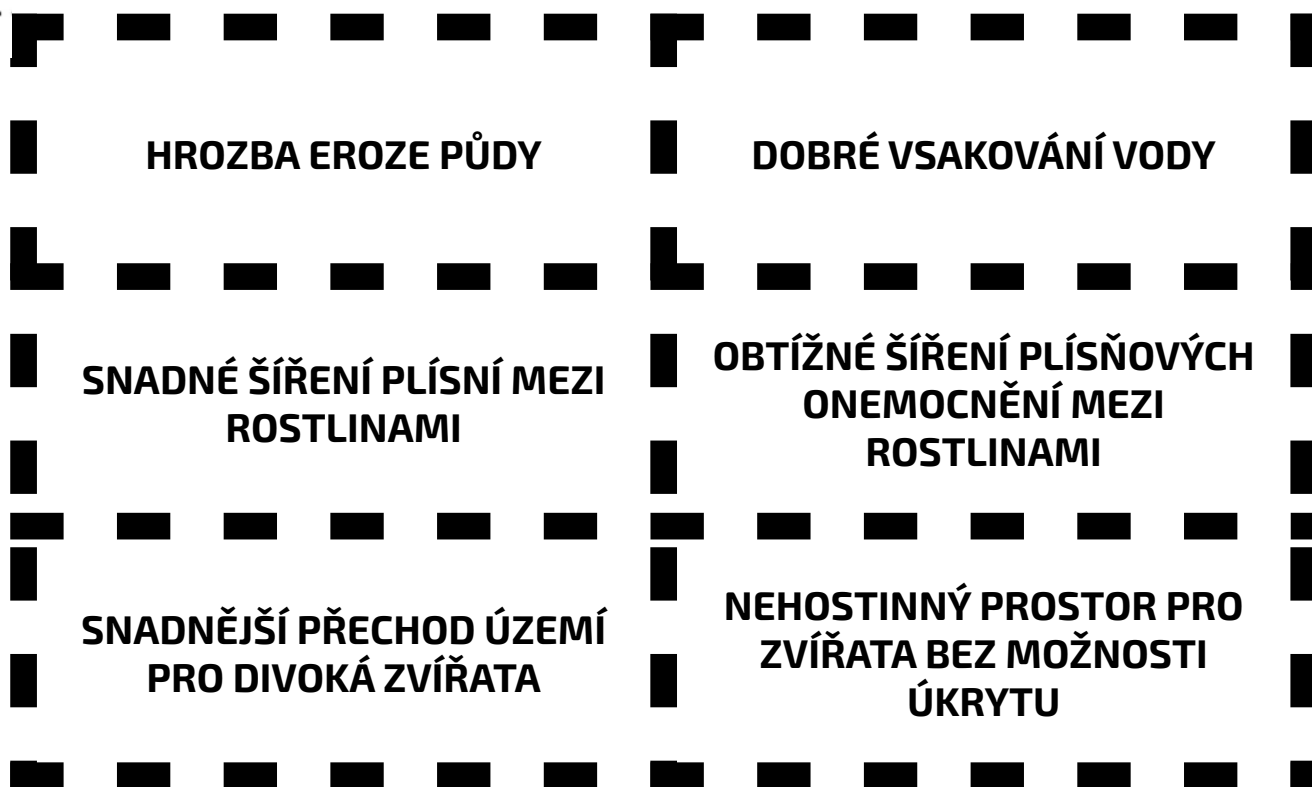 HROZBA EROZE PŮDY
DOBRÉ VSAKOVÁNÍ VODY
SNADNÉ ŠÍŘENÍ PLÍSNÍ MEZI
ROSTLINAMI
OBTÍŽNÉ ŠÍŘENÍ PLÍSŇOVÝCH
ONEMOCNĚNÍ MEZI
ROSTLINAMI
SNADNĚJŠÍ PŘECHOD ÚZEMÍ
PRO DIVOKÁ ZVÍŘATA
NEHOSTINNÝ PROSTOR PRO
ZVÍŘATA BEZ MOŽNOSTI
ÚKRYTU